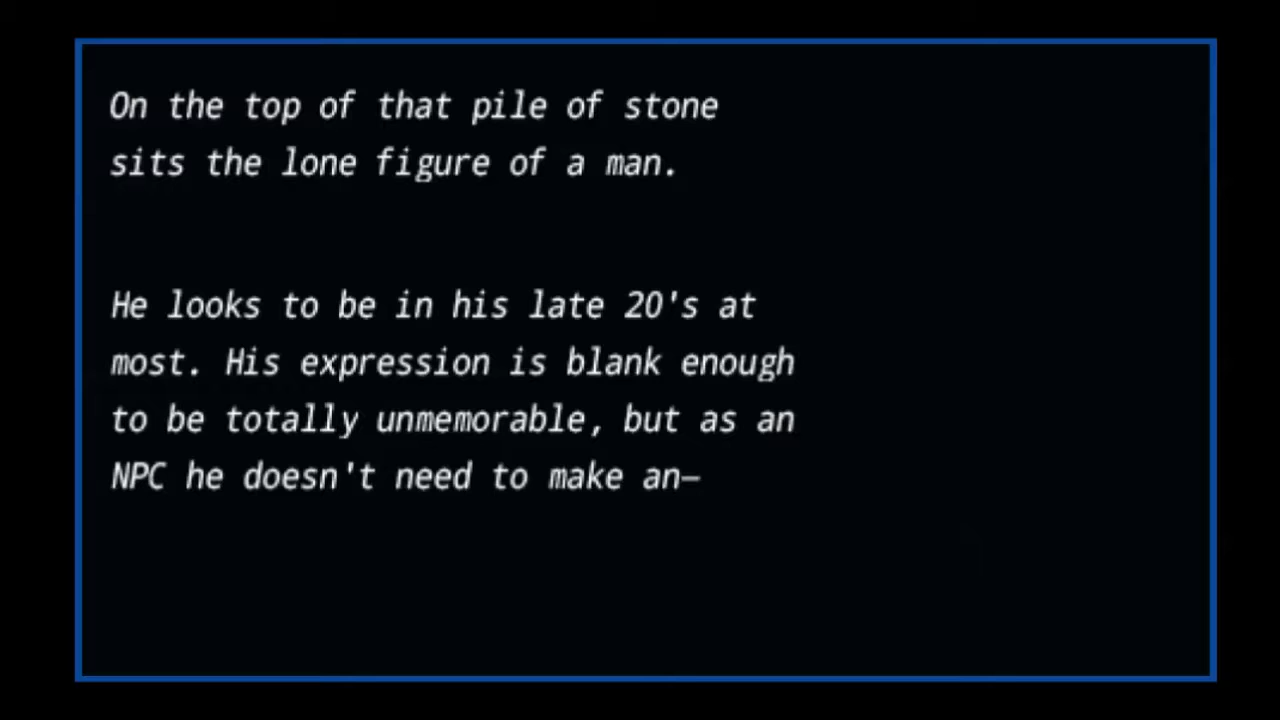 On the top of that pile of stone
sits the lone figure of a man.
He looks to be in his late 20's at
most. His expression is blank enough
to be totally unmemorable, but as an
NPC he doesn't need to make an—